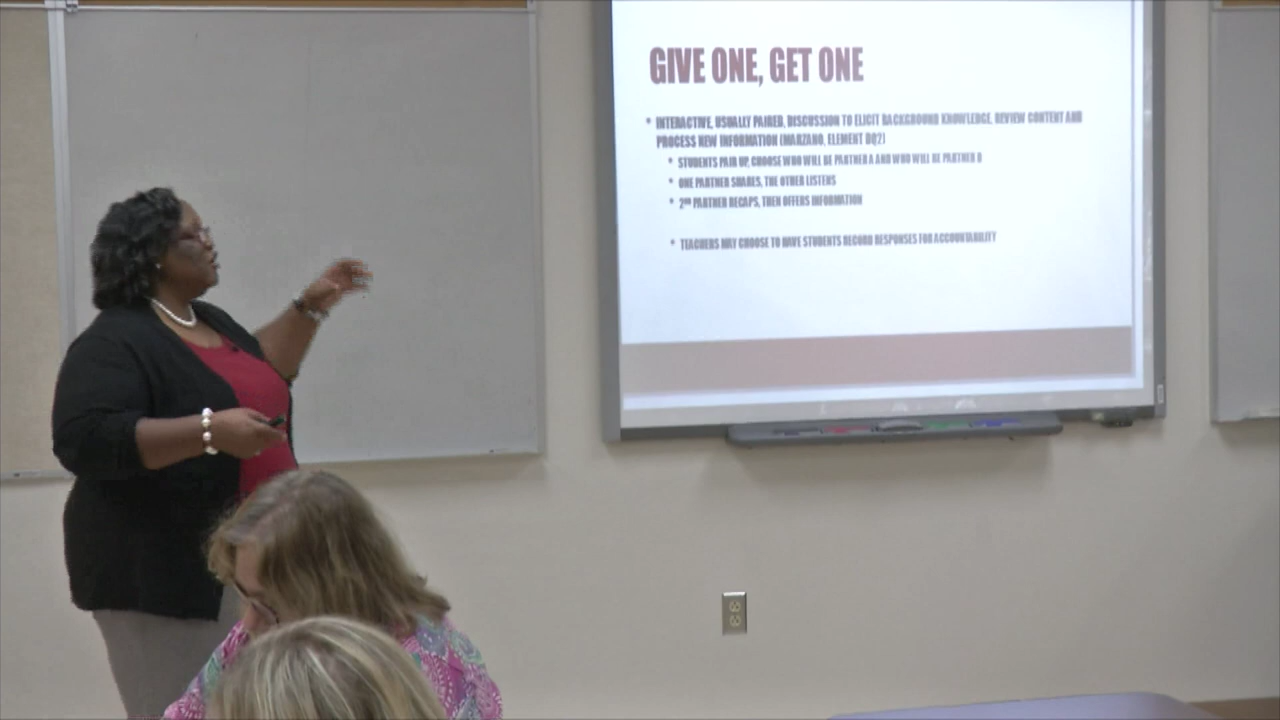 GIVE ONE, GET ONE
• INTERACTIVE, USUALLY PAIRED, DISCUSSION TO ELICIT BACKGROUND KNOWLEDGE, REVIEW CONTENT AND
PROCESS NEW INFORMATION (MARZANO, ELEMENT DQ2)
• STUDENTS PAIR UP, CHOOSE WHO WILL BE PARTNER A AND WHO WILL BE PARTNER B
• ONE PARTNER SHARES, THE OTHER LISTENS
• 2ND PARTNER RECAPS, THEN OFFERS INFORMATION
• TEACHERS MAY CHOOSE TO HAVE STUDENTS RECORD RESPONSES FOR ACCOUNTABILITY